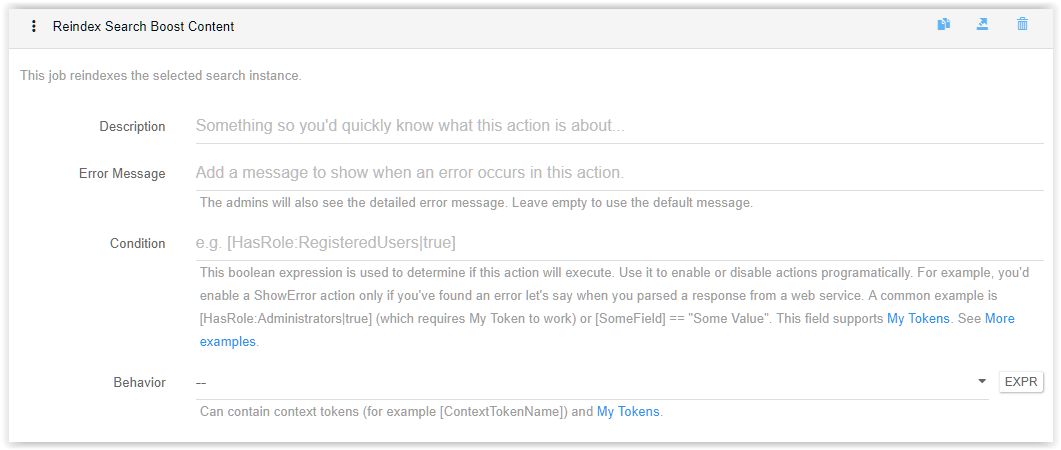 Reindex Search Boost Content
This job reindexes the selected search instance.
Description
Something so you'd quickly know what this action is about...
Error Message
Add a message to show when an error occurs in this action.
The admins will also see the detailed error message. Leave empty to use the default message.
Condition
e.g. [HasRole:RegisteredUsers|true]
This boolean expression is used to determine if this action will execute. Use it to enable or disable actions programatically. For example, you'd
enable a ShowError action only if you've found an error let's say when you parsed a response from a web service. A common example is
[HasRole:Administrators|true] (which requires My Token to work) or [SomeField] == "Some Value". This field supports My Tokens. See More
examples.
Behavior
--
EXPR
Can contain context tokens (for example [ContextTokenName]) and My Tokens.